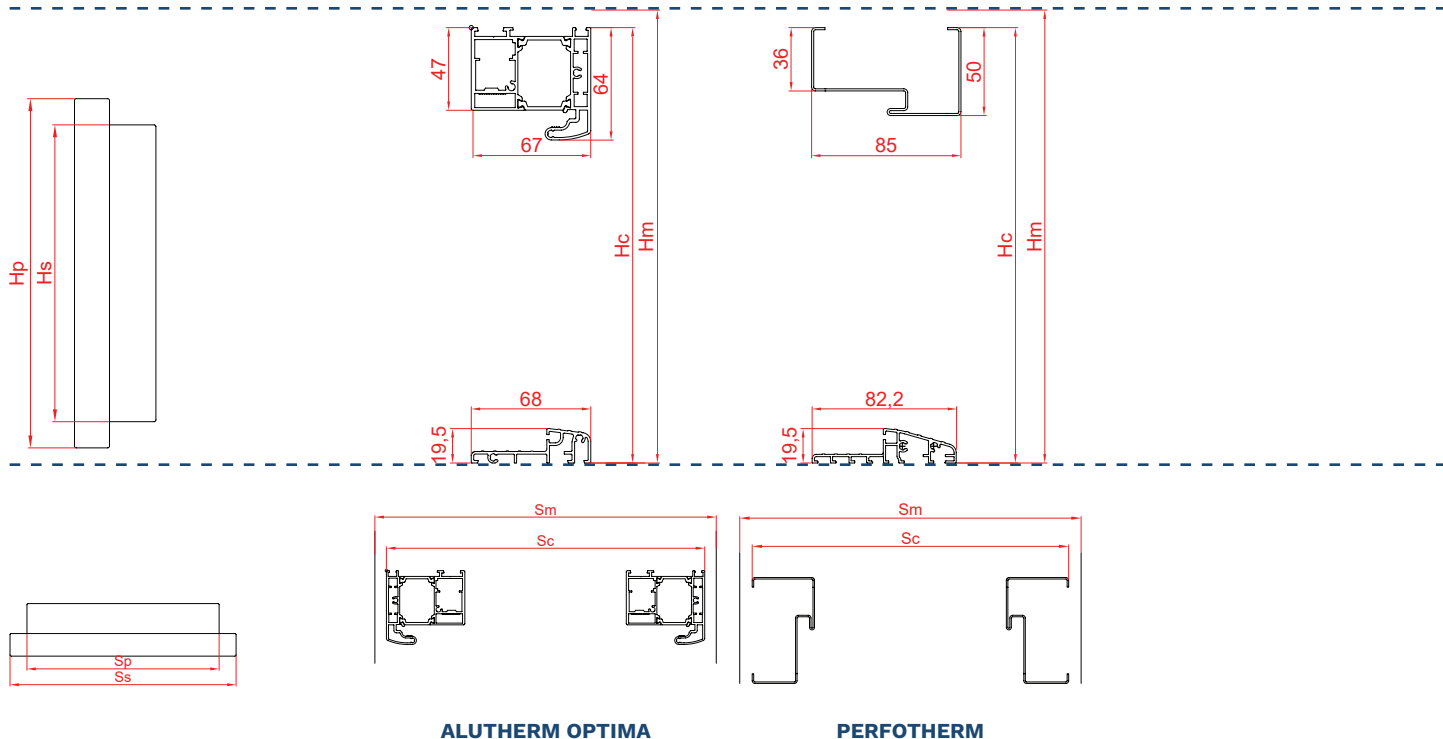 47
64
67
36
50
85
Hp
Hs
Hc
Hm
Hc
Hm
68
19,5
82,2
19,5
Sm
Sc
Sm
Sc
Sp
Ss
ALUTHERM OPTIMA
PERFOTHERM